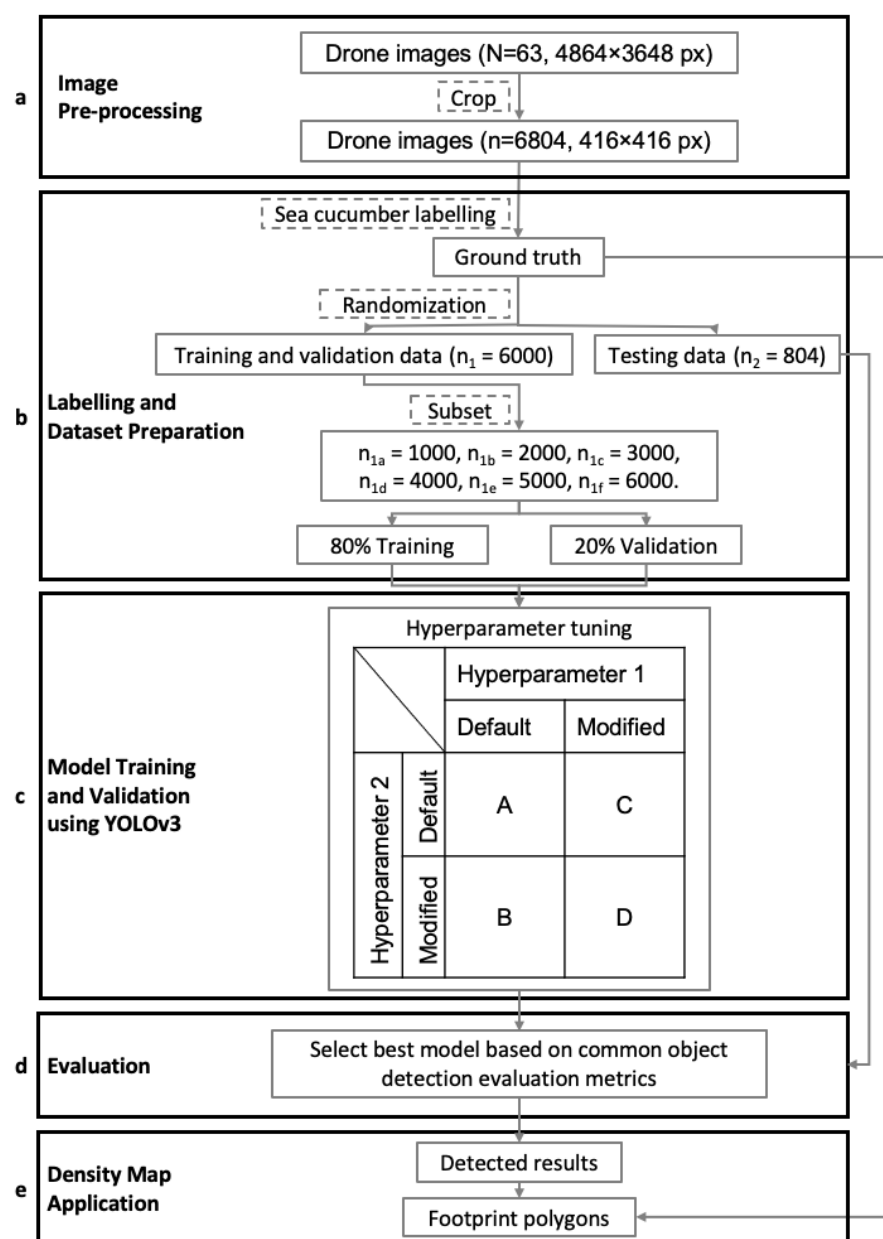 a
Image
Pre-processing
Drone images (N=63, 4864×3648 px)
Crop
Drone images (n=6804, 416×416 px)
b
Labelling and
Dataset Preparation
Sea cucumber labelling
Ground truth
Randomization
Training and validation data (n₁ = 6000)
Testing data (n₂ = 804)
Subset
n1a = 1000, n1b = 2000, n1c = 3000,
n1d = 4000, n1e = 5000, n1f = 6000.
80% Training
20% Validation
c
Model Training
and Validation
using YOLOv3
Hyperparameter tuning
Hyperparameter 1
Default
Modified
Hyperparameter 2
Default
A
C
Modified
B
D
d
Evaluation
Select best model based on common object
detection evaluation metrics
e
Density Map
Application
Detected results
Footprint polygons